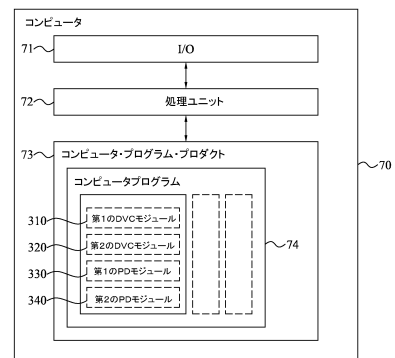 コンピュータ
71
I/O
72
処理ユニット
73
コンピュータ・プログラム・プロダクト
70
コンピュータプログラム
310
第1のDVCモジュール
320
第2のDVCモジュール
74
330
第1のPDモジュール
340
第2のPDモジュール